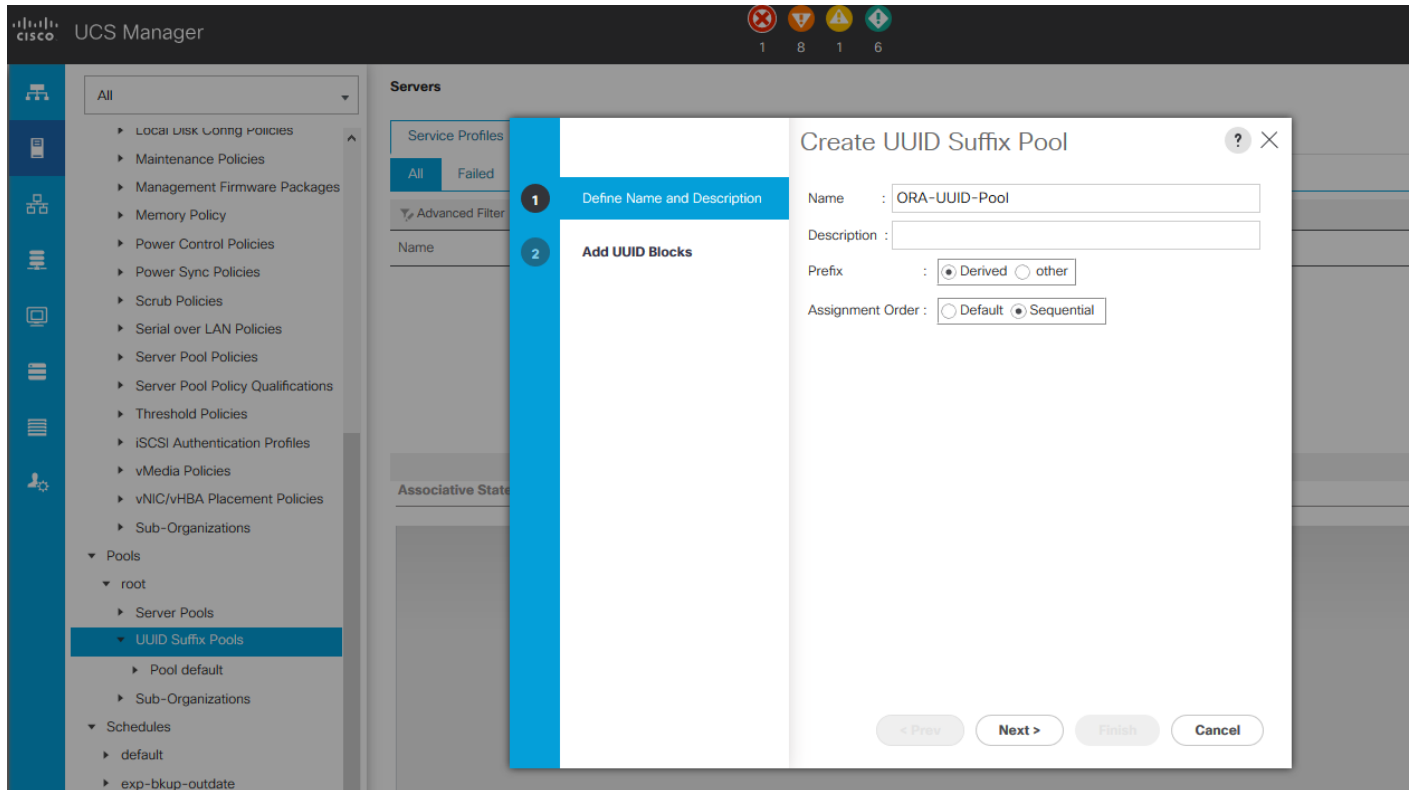 cisco UCS Manager
1 8 1 6
All
Local Disk Config Policies
Maintenance Policies
Management Firmware Packages
Memory Policy
Power Control Policies
Power Sync Policies
Scrub Policies
Serial over LAN Policies
Server Pool Policies
Server Pool Policy Qualifications
Threshold Policies
iSCSI Authentication Profiles
vMedia Policies
vNIC/vHBA Placement Policies
Sub-Organizations
Pools
root
Server Pools
UUID Suffix Pools
Pool default
Sub-Organizations
Schedules
default
exp-bkup-outdate
Servers
Service Profiles
All Failed
Advanced Filter
Name
Associative State
1 Define Name and Description
2 Add UUID Blocks
Create UUID Suffix Pool ?
Name : ORA-UUID-Pool
Description :
Prefix : Derived other
Assignment Order : Default Sequential
< Prev Next > Finish Cancel